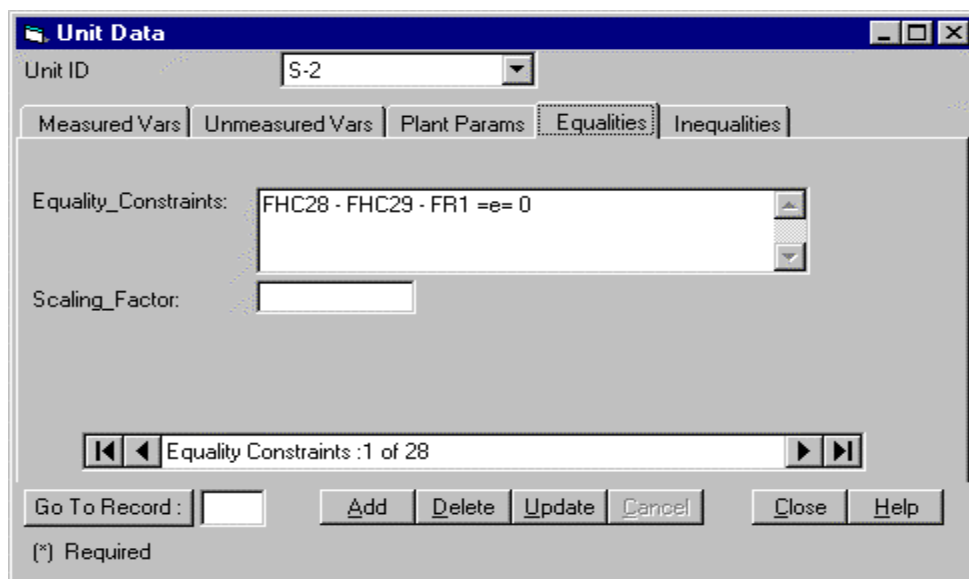 Unit Data
Unit ID S-2
Measured Vars Unmeasured Vars Plant Params Equalities Inequalities
Equality_Constraints: FHC28 - FHC29 - FR1 =e= 0
Scaling_Factor:
Equality Constraints :1 of 28
Go To Record : Add Delete Update Cancel Close Help
(*) Required